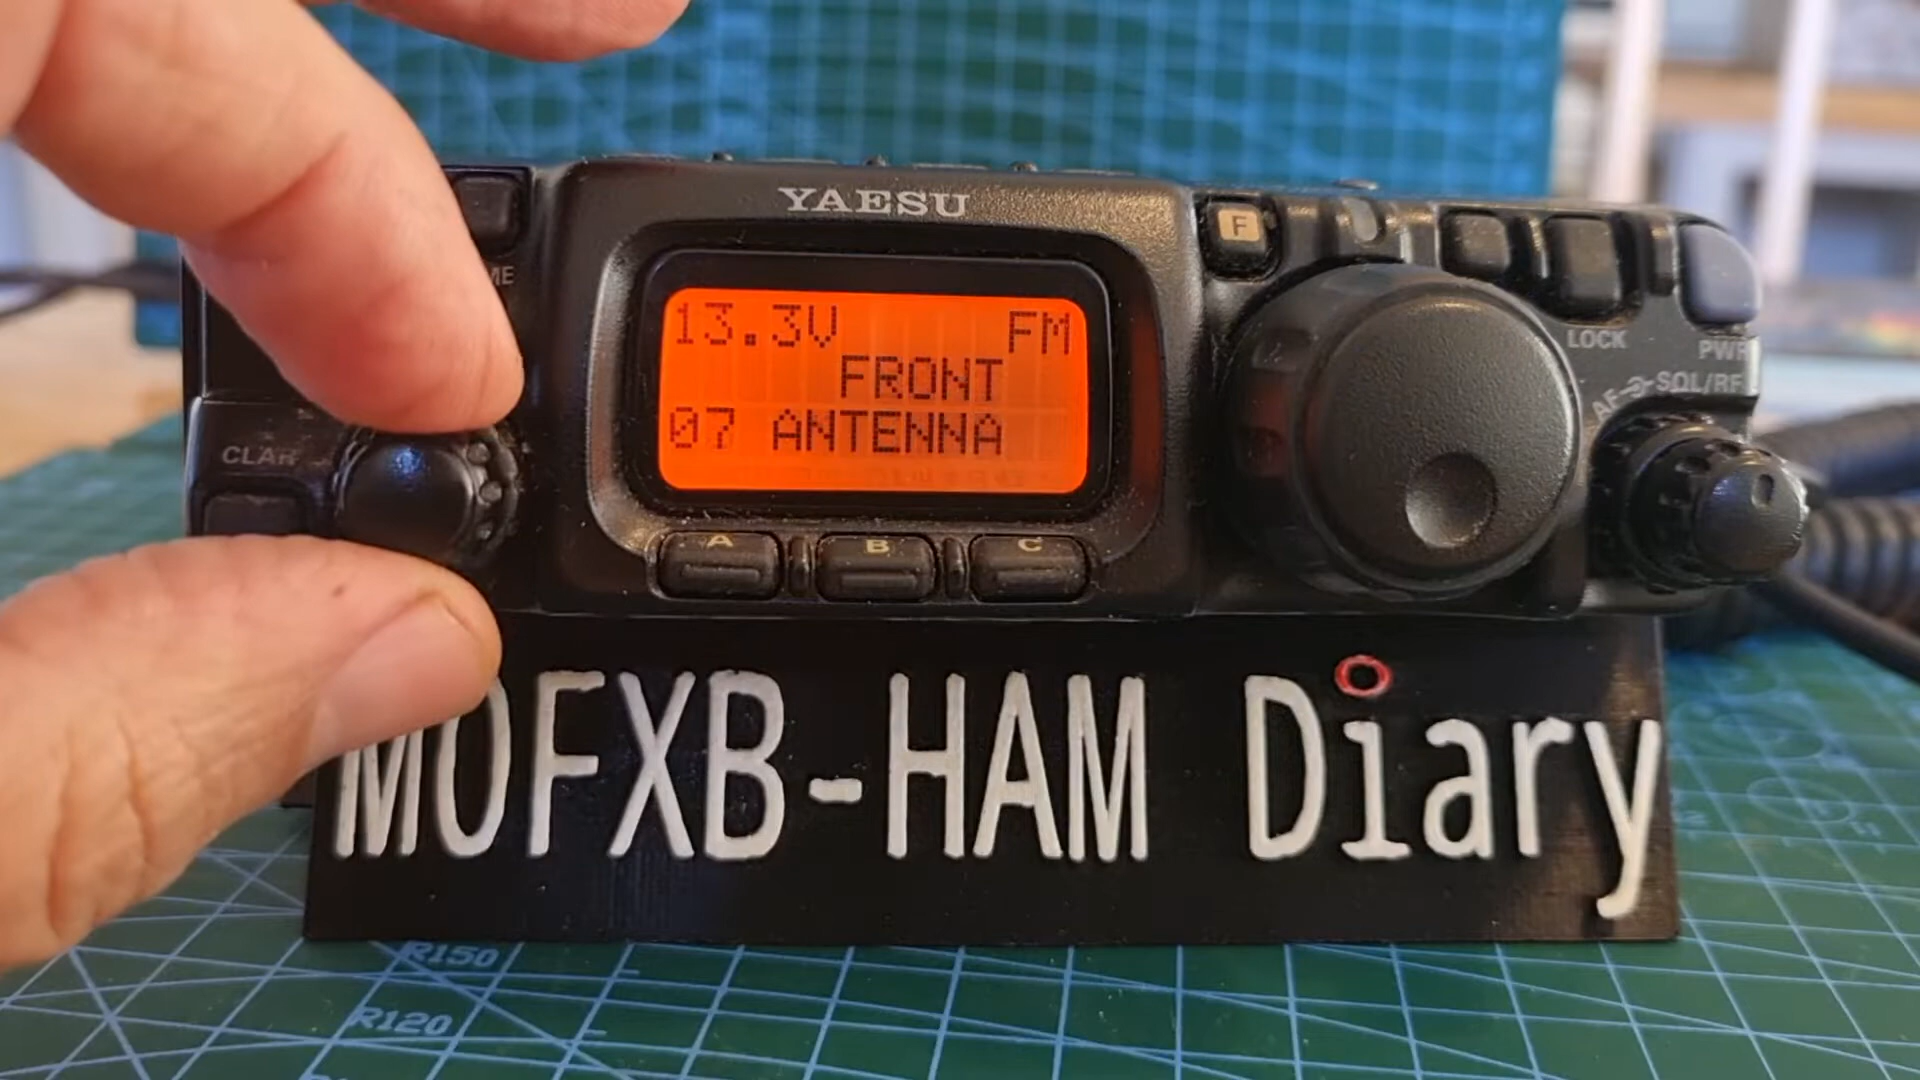 YAESU
F
13.3V FM
FRONT
07 ANTENNA
LOCK
PWR
AF SQL/RF
CLAR
A B C
M0FXB-HAM Diary
R150
R120